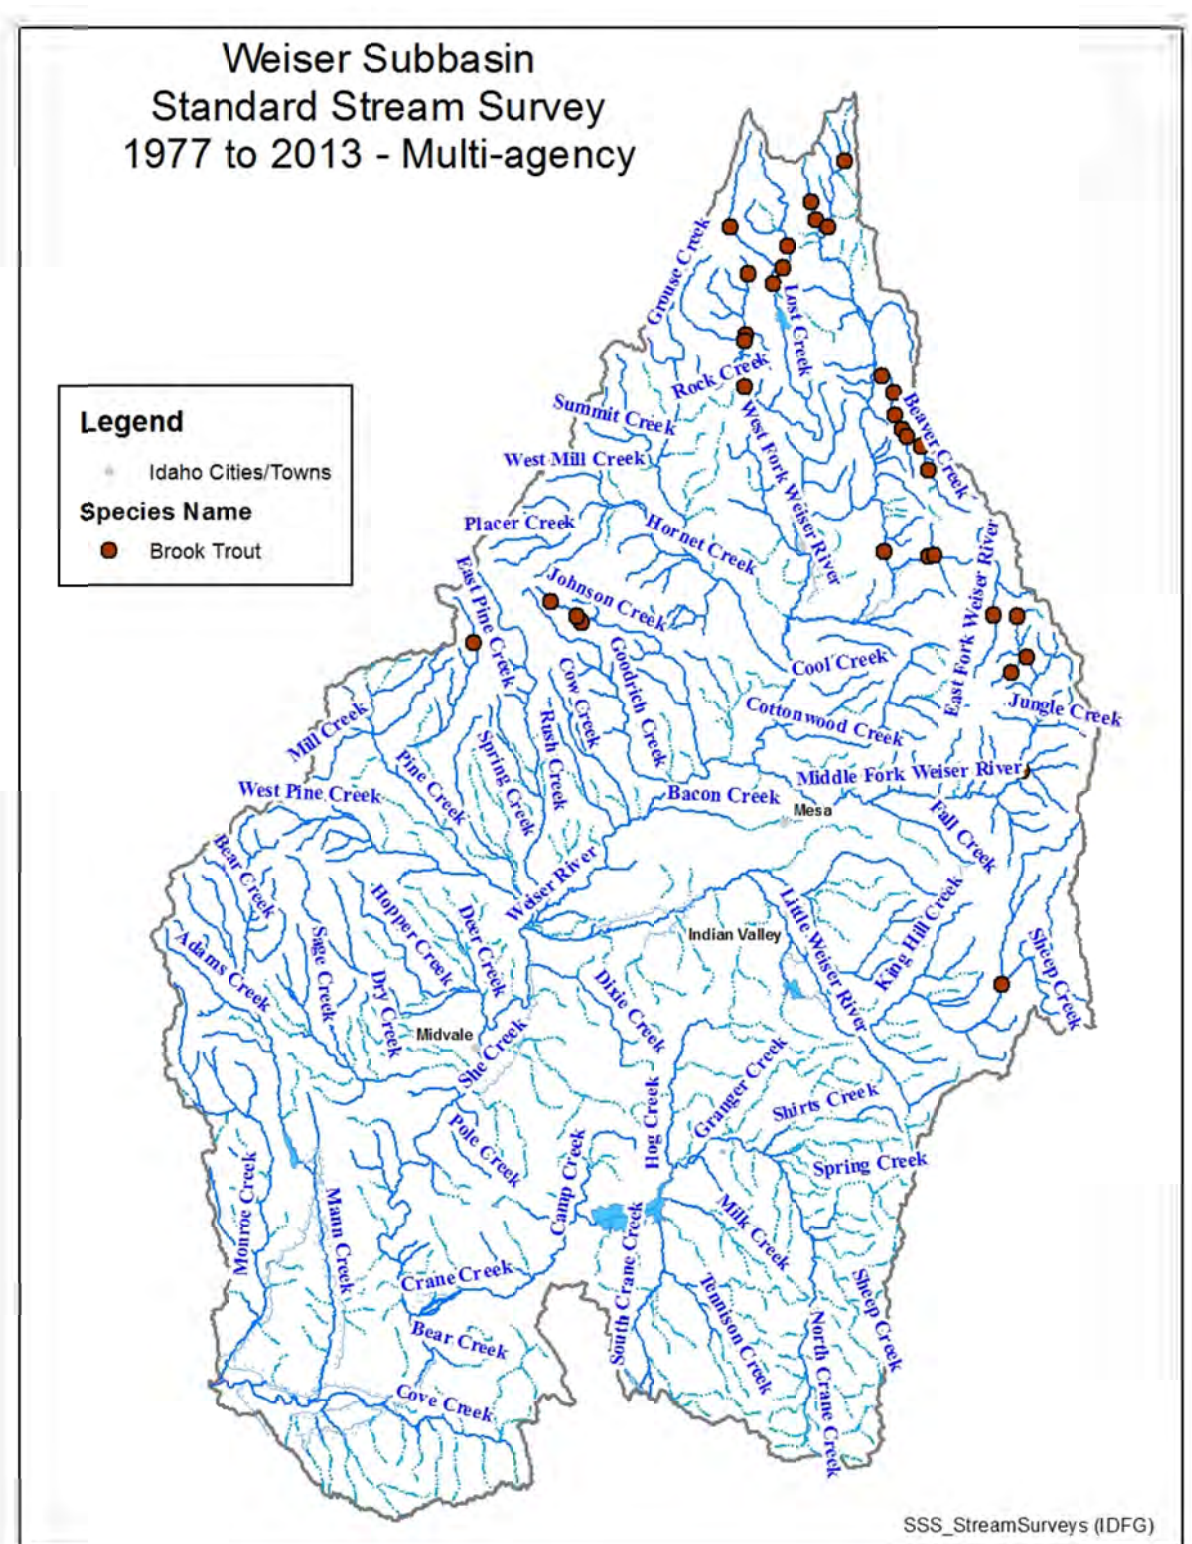 Weiser Subbasin
Standard Stream Survey
1977 to 2013 - Multi-agency
Legend
Idaho Cities/Towns
Species Name
Brook Trout
Grouse Creek
Lost Creek
Rock Creek
Summit Creek
Beaver Creek
West Fork Weiser River
West Mill Creek
Placer Creek
Hornet Creek
East Pine Creek
Johnson Creek
East Fork Weiser River
Goodrich Creek
Cow Creek
Cool Creek
Jungle Creek
Cottonwood Creek
Mill Creek
Rush Creek
Spring Creek
Pine Creek
West Pine Creek
Middle Fork Weiser River
Bacon Creek
Mesa
Fall Creek
Bear Creek
Weiser River
Hopper Creek
Deer Creek
Little Weiser River
King Hill Creek
Indian Valley
Sage Creek
Adams Creek
Sheep Creek
Dry Creek
Dixie Creek
Midvale
She Creek
Granger Creek
Hog Creek
Shirts Creek
Pole Creek
Camp Creek
Spring Creek
Monroe Creek
Mann Creek
Milk Creek
South Crane Creek
Crane Creek
Tennison Creek
Sheep Creek
North Crane Creek
Bear Creek
Cove Creek
SSS_StreamSurveys (IDFG)